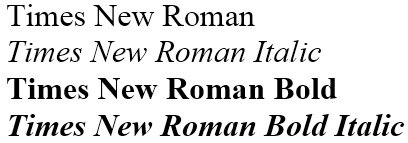 Times New Roman
Times New Roman Italic
Times New Roman Bold
Times New Roman Bold Italic